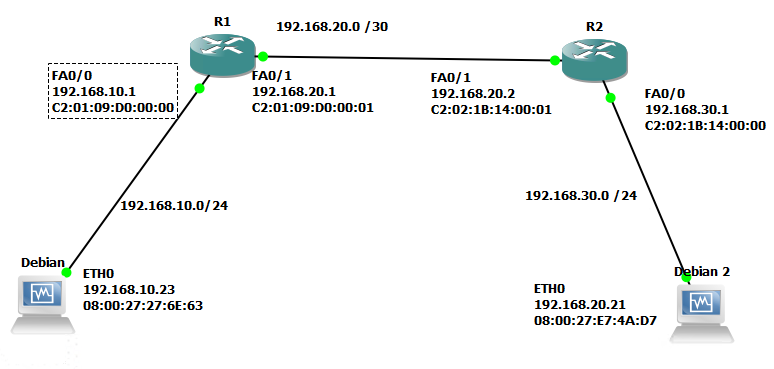 R1
192.168.20.0 /30
R2
FA0/0
192.168.10.1
C2:01:09:D0:00:00
FA0/1
192.168.20.1
C2:01:09:D0:00:01
FA0/1
192.168.20.2
C2:02:1B:14:00:01
FA0/0
192.168.30.1
C2:02:1B:14:00:00
192.168.10.0/24
192.168.30.0 /24
Debian
ETH0
192.168.10.23
08:00:27:27:6E:63
Debian 2
ETH0
192.168.20.21
08:00:27:E7:4A:D7